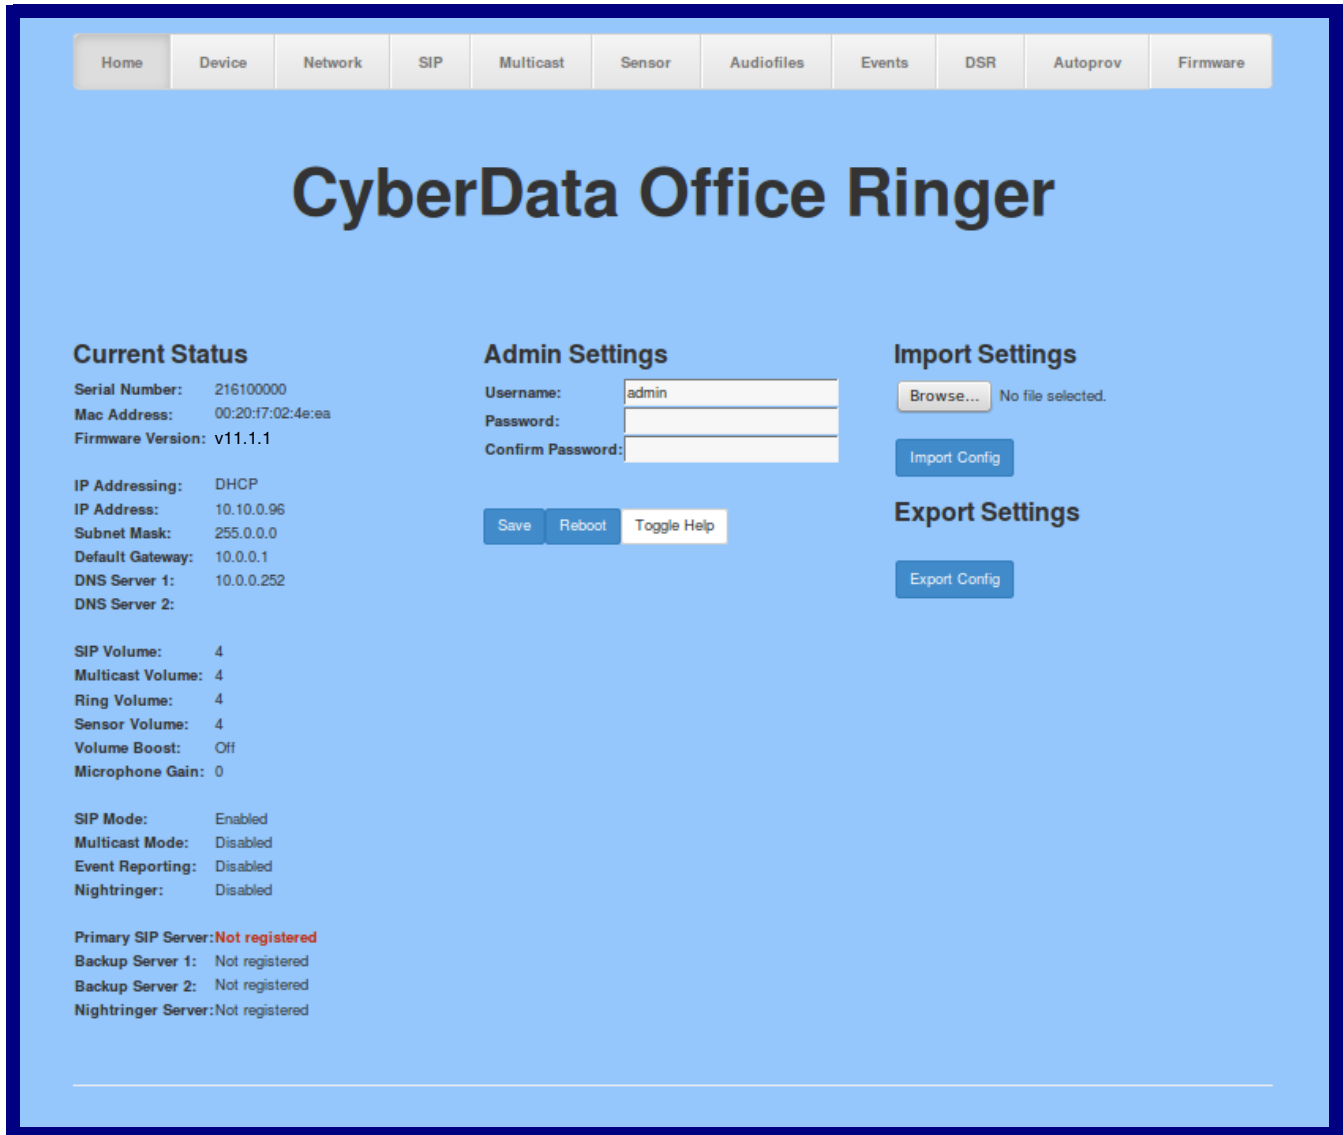 Home Device Network SIP Multicast Sensor Audiofiles Events DSR Autoprov Firmware
CyberData Office Ringer
Current Status
Serial Number: 216100000
Mac Address: 00:20:f7:02:4e:ea
Firmware Version: v11.1.1
IP Addressing: DHCP
IP Address: 10.10.0.96
Subnet Mask: 255.0.0.0
Default Gateway: 10.0.0.1
DNS Server 1: 10.0.0.252
DNS Server 2:
SIP Volume: 4
Multicast Volume: 4
Ring Volume: 4
Sensor Volume: 4
Volume Boost: Off
Microphone Gain: 0
SIP Mode: Enabled
Multicast Mode: Disabled
Event Reporting: Disabled
Nightringer: Disabled
Primary SIP Server: Not registered
Backup Server 1: Not registered
Backup Server 2: Not registered
Nightringer Server: Not registered
Admin Settings
Username: admin
Password:
Confirm Password:
Save Reboot Toggle Help
Import Settings
Browse... No file selected.
Import Config
Export Settings
Export Config